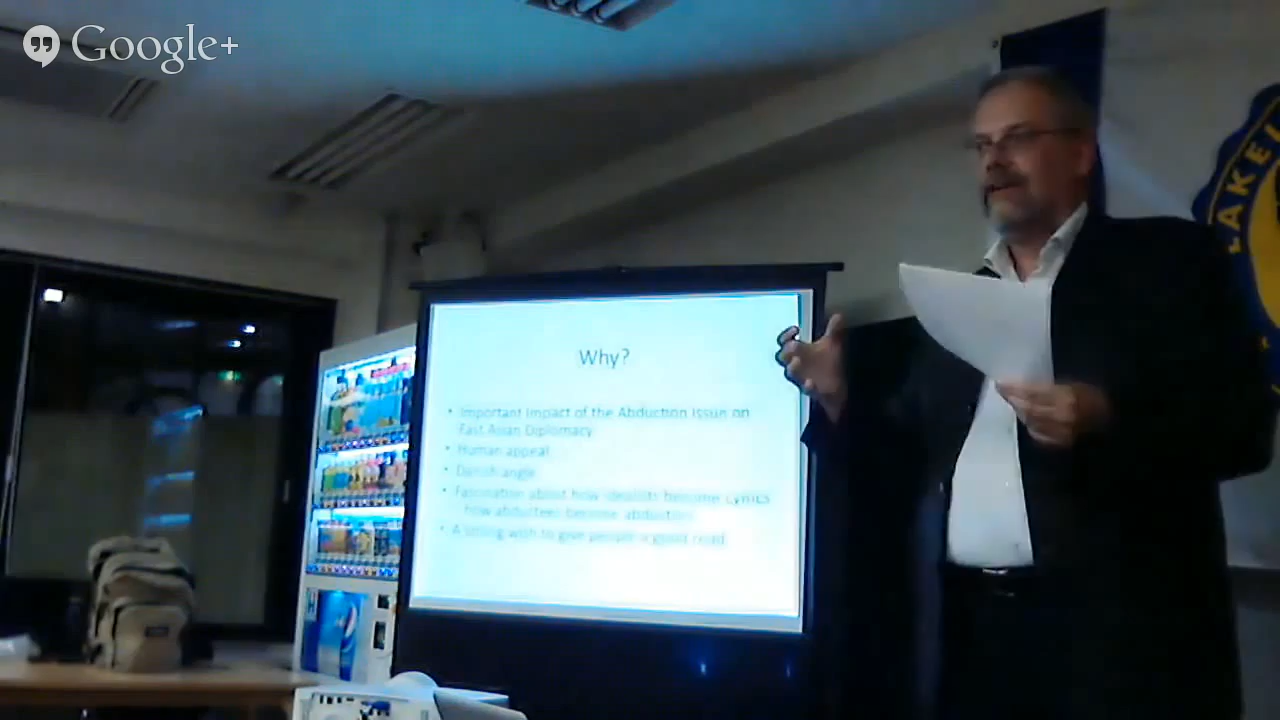 Google+
LAKEL
Why?
• Important Impact of the Abduction Issue on
East Asian Diplomacy
• Human appeal
• Danish angle
• Fascination about how idealists become cynics
how abductees become abductors
• A strong wish to give people a good read